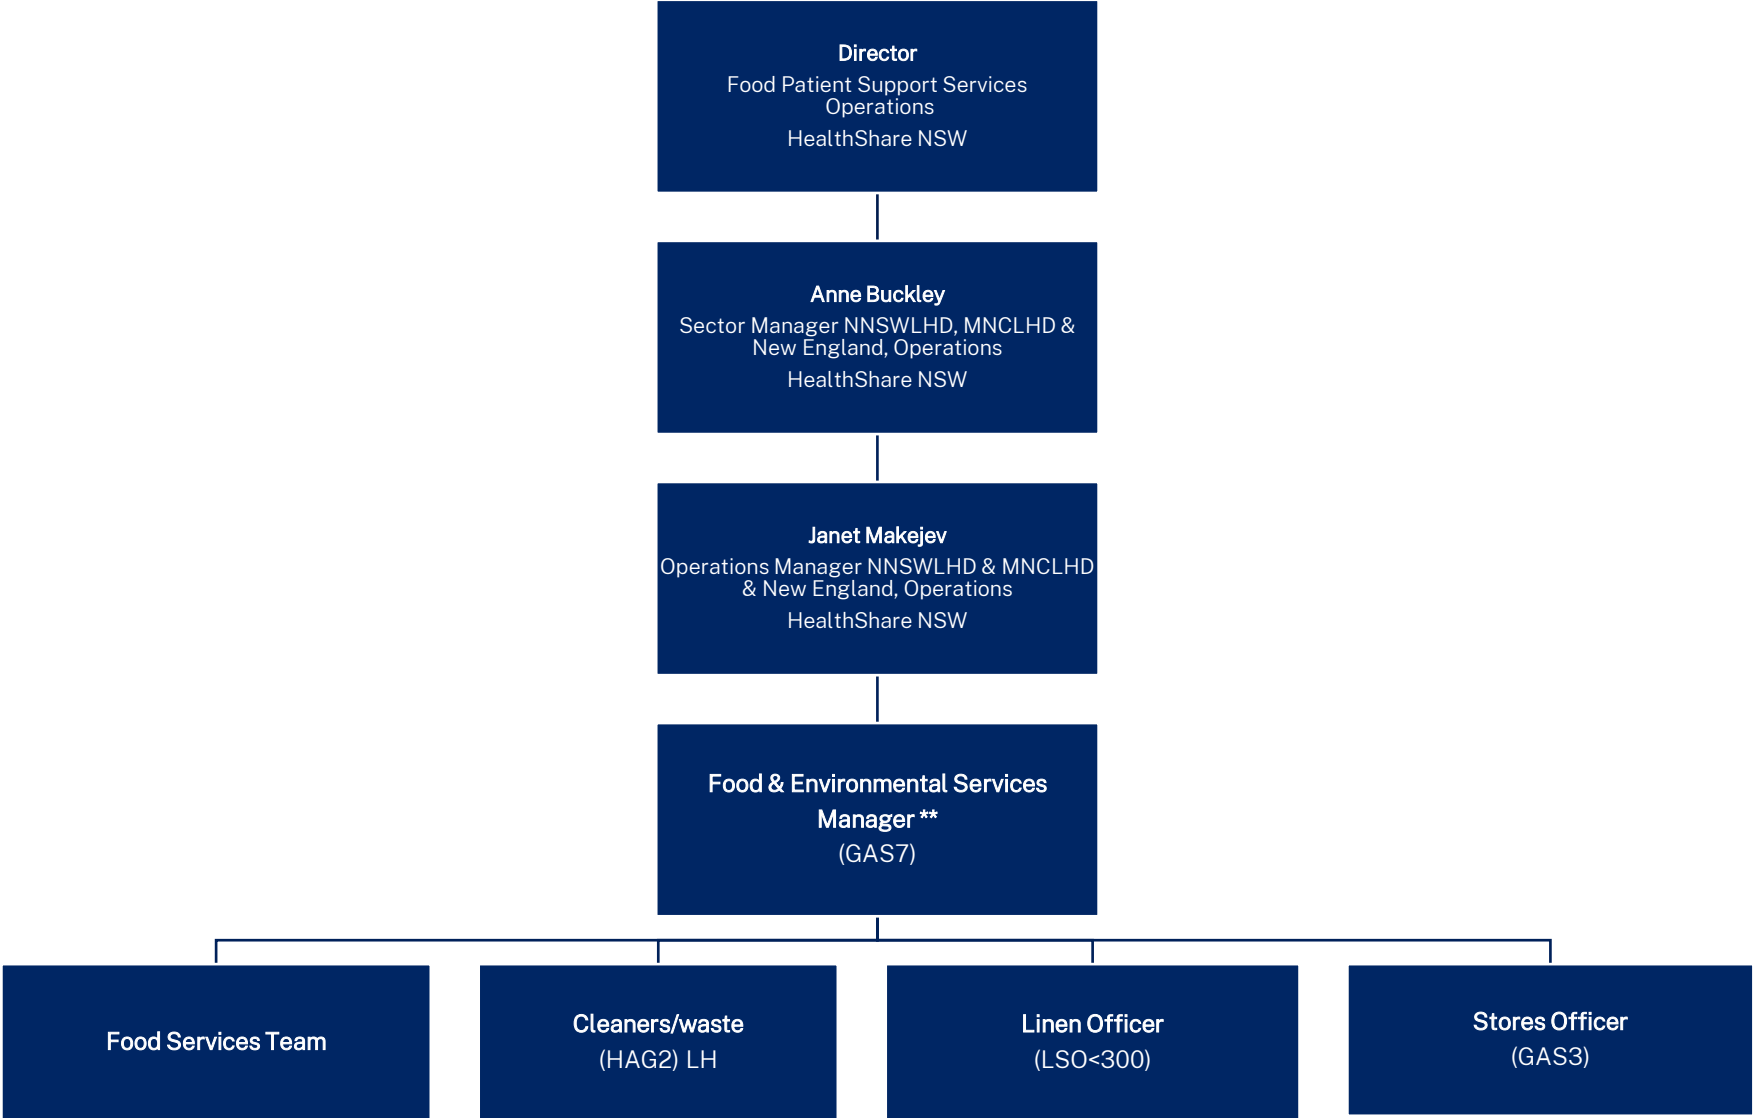 Director
Food Patient Support Services
Operations
HealthShare NSW
Anne Buckley
Sector Manager NNSWLHD, MNCLHD &
New England, Operations
HealthShare NSW
Janet Makejev
Operations Manager NNSWLHD & MNCLHD
& New England, Operations
HealthShare NSW
Food & Environmental Services
Manager **
(GAS7)
Food Services Team
Cleaners/waste
(HAG2) LH
Linen Officer
(LSO<300)
Stores Officer
(GAS3)